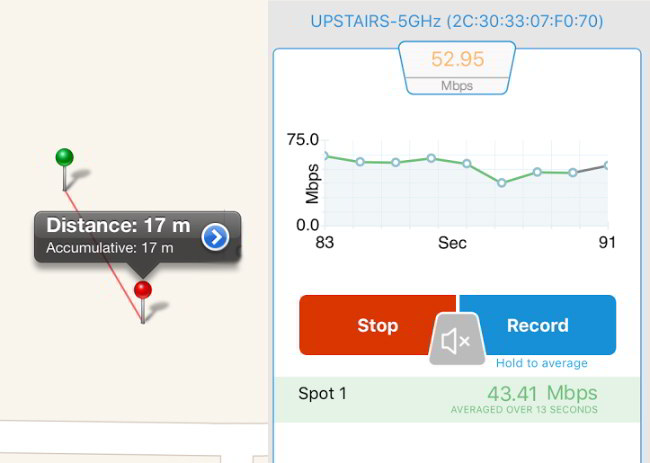 UPSTAIRS-5GHz (2C:30:33:07:F0:70)
52.95
Mbps
75.0
Mbps
0.0
83
Sec
91
Distance: 17 m
Accumulative: 17 m
Stop
Record
Hold to average
Spot 1
43.41 Mbps
AVERAGED OVER 13 SECONDS